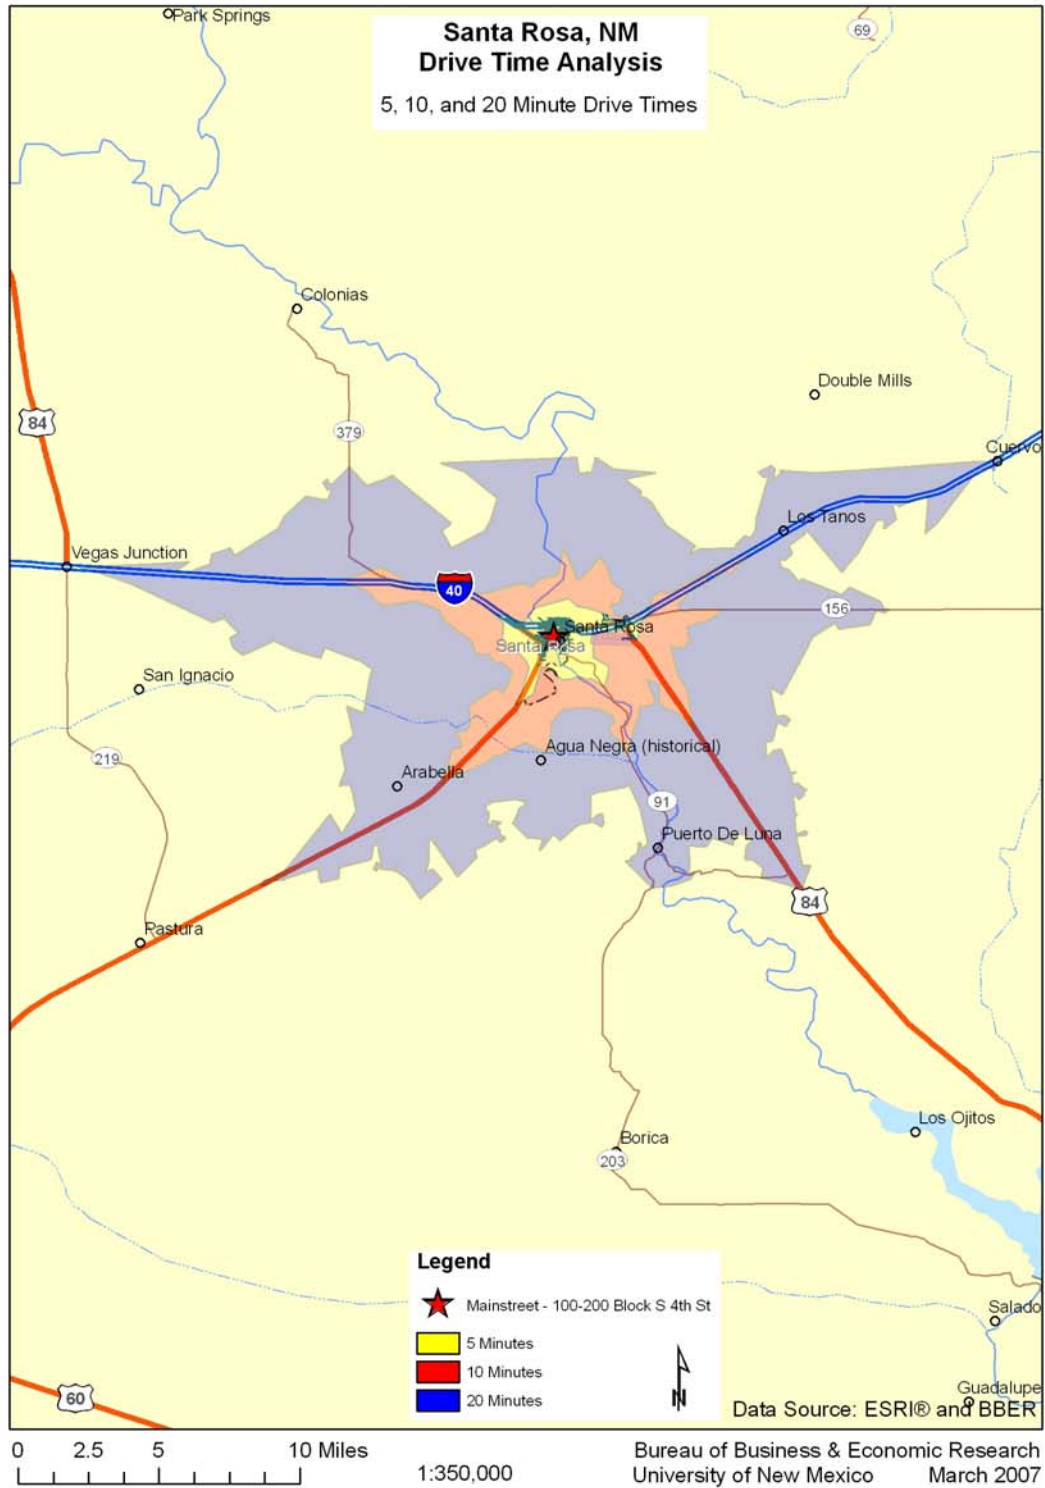 Park Springs
69
Santa Rosa, NM
Drive Time Analysis
5, 10, and 20 Minute Drive Times
Colonias
Double Mills
84
379
Cuervo
Los Tanos
Vegas Junction
40
156
Santa Rosa
Santa Rosa
San Ignacio
219
Agua Negra (historical)
Arabella
91
Puerto De Luna
84
Pastura
Los Ojitos
Borica
203
Legend
Mainstreet - 100-200 Block S 4th St
5 Minutes
10 Minutes
20 Minutes
N
Salado
60
Guadalupe
Data Source: ESRI® and BBER
0 2.5 5 10 Miles
1:350,000
Bureau of Business & Economic Research
University of New Mexico March 2007